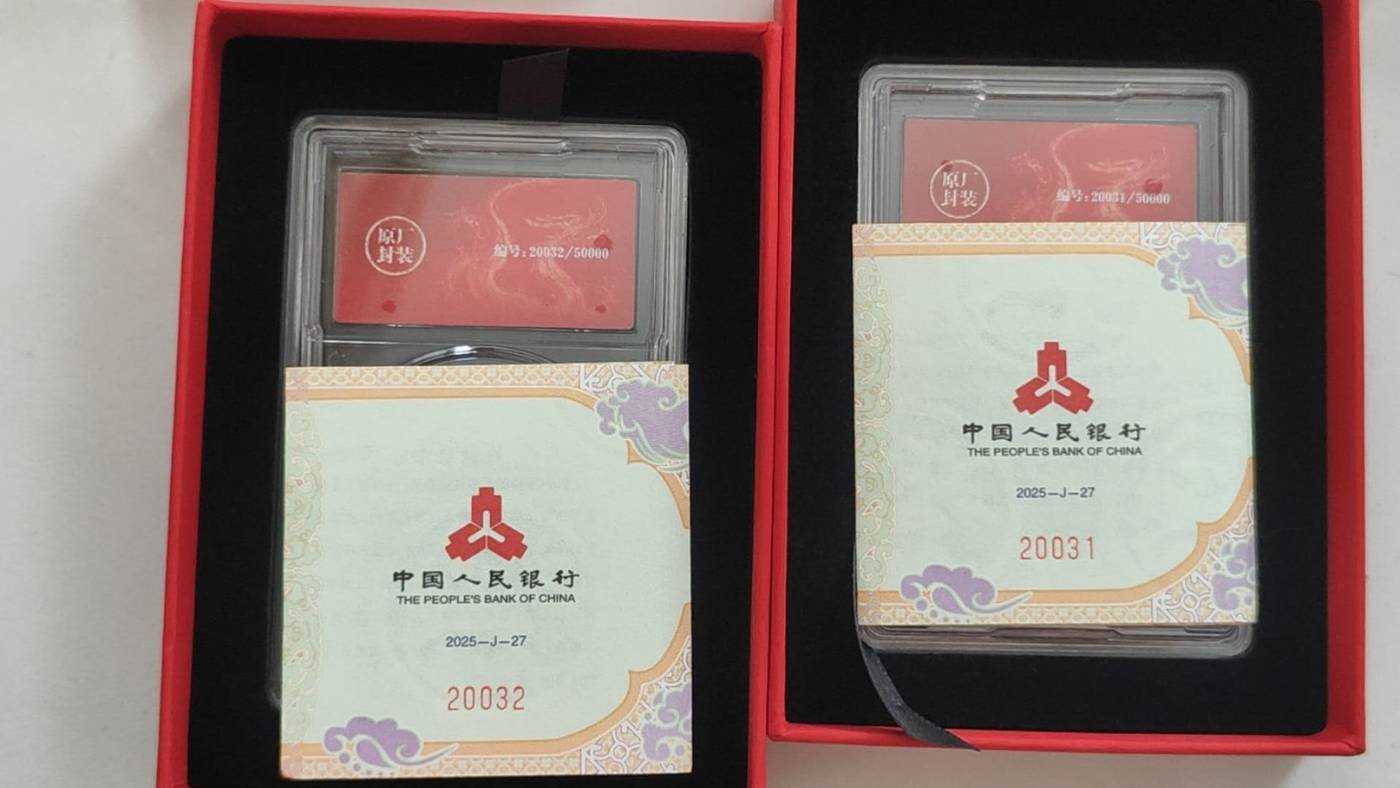 原厂
封装
编号:20032/50000
中国人民银行
THE PEOPLE'S BANK OF CHINA
2025—J—27
20032
原厂
封装
编号:20031/50000
中国人民银行
THE PEOPLE'S BANK OF CHINA
2025—J—27
20031